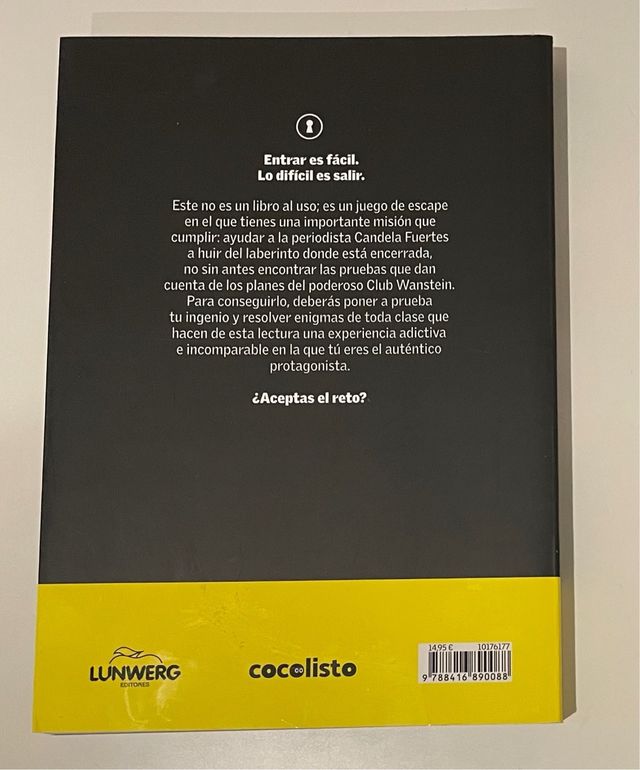 Entrar es fácil.
Lo difícil es salir.
Este no es un libro al uso; es un juego de escape
en el que tienes una importante misión que
cumplir: ayudar a la periodista Candela Fuertes
a huir del laberinto donde está encerrada,
no sin antes encontrar las pruebas que dan
cuenta de los planes del poderoso Club Wanstein.
Para conseguirlo, deberás poner a prueba
tu ingenio y resolver enigmas de toda clase que
hacen de esta lectura una experiencia adictiva
e incomparable en la que tú eres el auténtico
protagonista.
¿Aceptas el reto?
LUNWERG
EDITORES
cocolisto
14,95 € 10176177
9 788416 890088